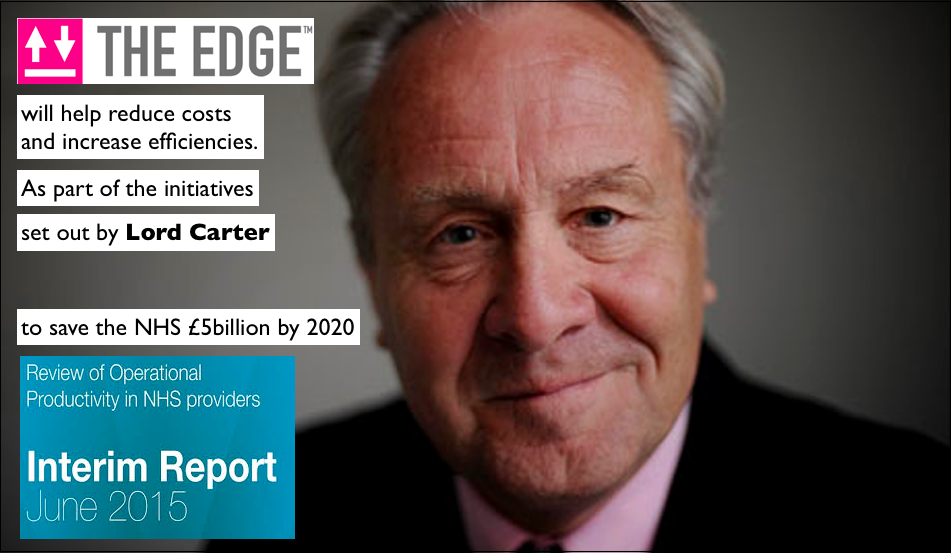 THE EDGE™
will help reduce costs
and increase efficiencies.
As part of the initiatives
set out by Lord Carter
to save the NHS £5billion by 2020
Review of Operational
Productivity in NHS providers
Interim Report
June 2015